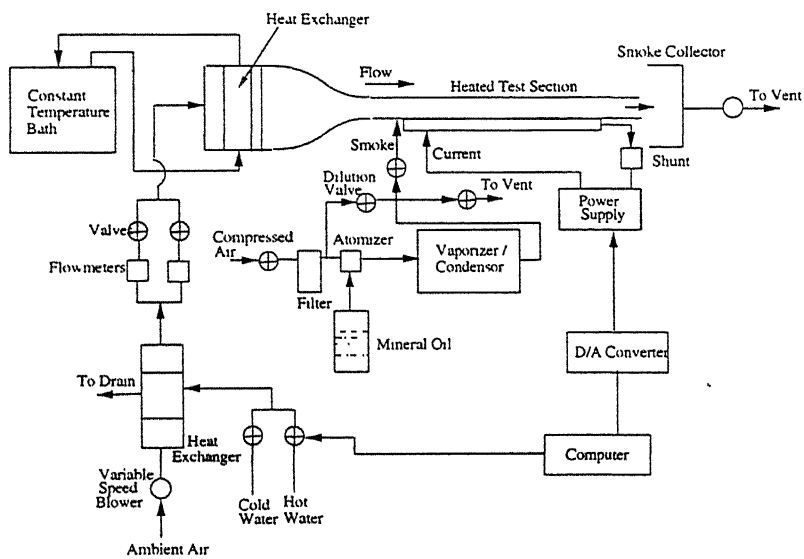 Heat Exchanger
Smoke Collector
Flow
Heated Test Section
To Vent
Constant
Temperature
Bath
Smoke
Current
Shunt
Dilution
Valve
To Vent
Power
Supply
Valve
Compressed
Air
Atomizer
Vaporizer /
Condensor
Flowmeters
Filter
Mineral Oil
D/A Converter
To Drain
Heat
Exchanger
Computer
Variable
Speed
Blower
Cold
Water
Hot
Water
Ambient Air